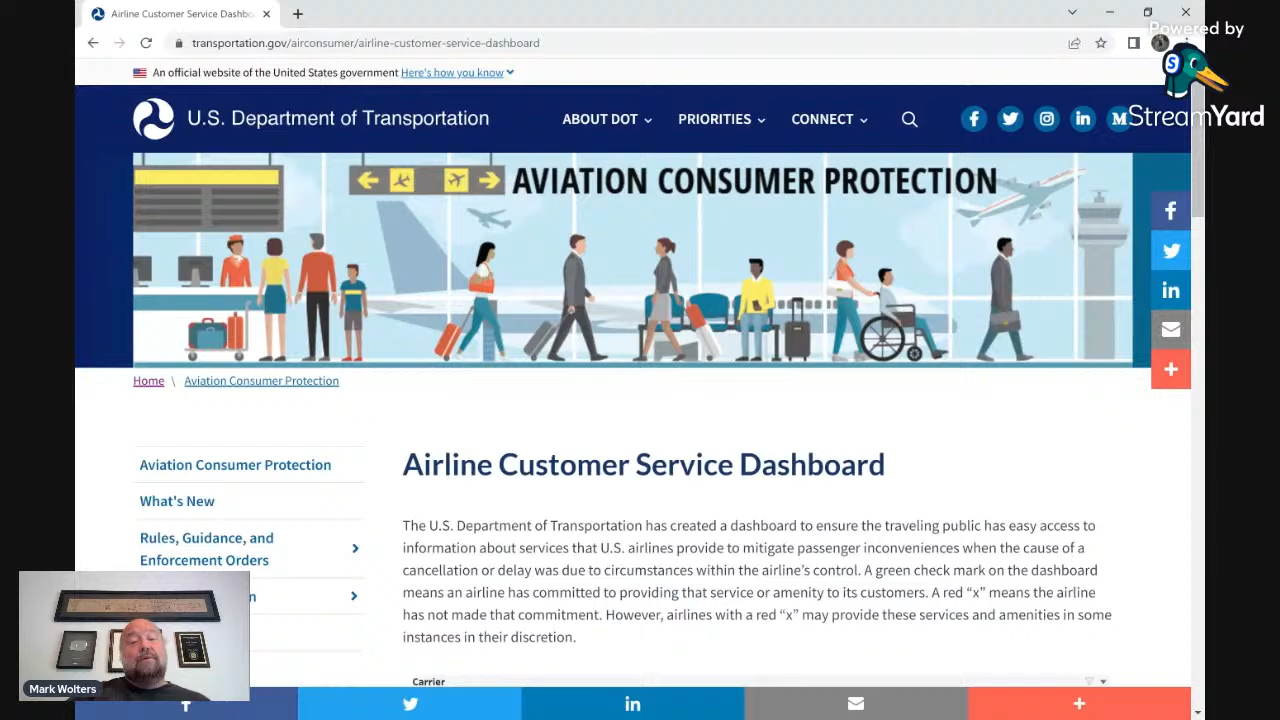 Airline Customer Service Dashbo
transportation.gov/airconsumer/airline-customer-service-dashboard
Powered by
StreamYard
An official website of the United States government Here's how you know
U.S. Department of Transportation
ABOUT DOT
PRIORITIES
CONNECT
AVIATION CONSUMER PROTECTION
Home \ Aviation Consumer Protection
Aviation Consumer Protection
What's New
Rules, Guidance, and
Enforcement Orders
n
Airline Customer Service Dashboard
The U.S. Department of Transportation has created a dashboard to ensure the traveling public has easy access to
information about services that U.S. airlines provide to mitigate passenger inconveniences when the cause of a
cancellation or delay was due to circumstances within the airline's control. A green check mark on the dashboard
means an airline has committed to providing that service or amenity to its customers. A red “x” means the airline
has not made that commitment. However, airlines with a red “x” may provide these services and amenities in some
instances in their discretion.
Carrier
Mark Wolters